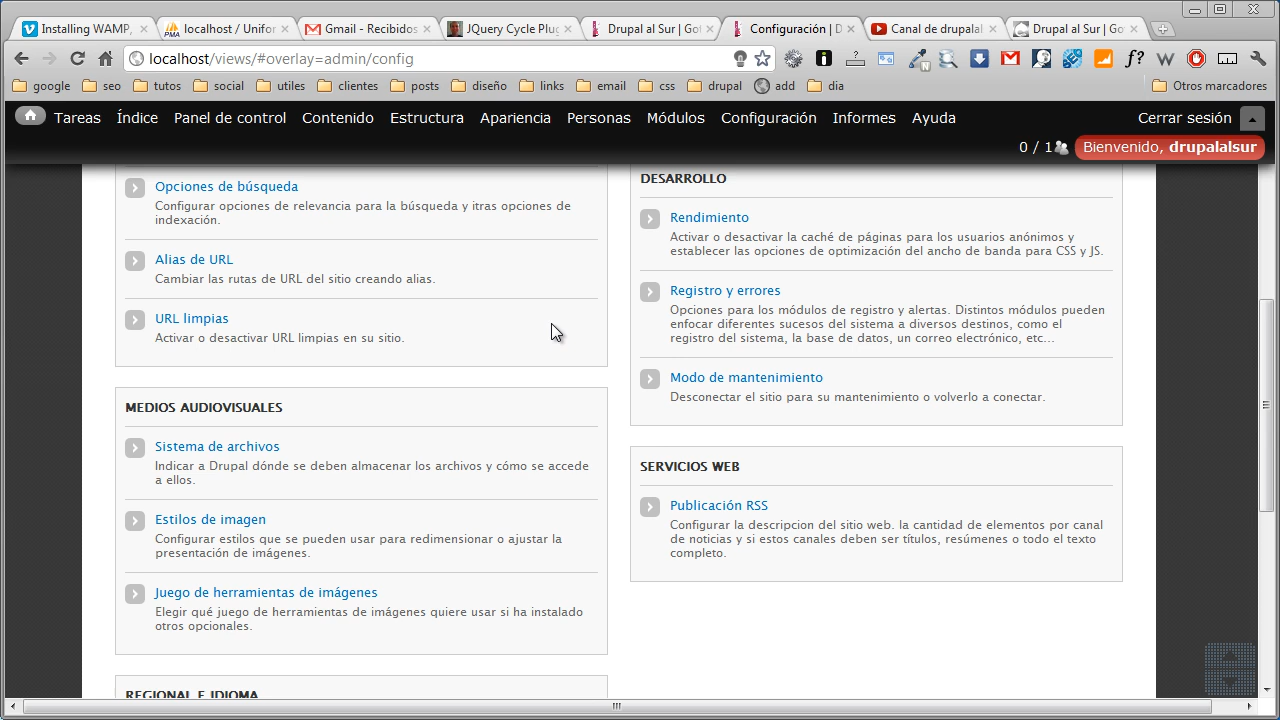 Installing WAMP,
localhost / Unifor
Gmail - Recibidos
JQuery Cycle Plug
Drupal al Sur | Go
Configuración | D
Canal de drupalal
Drupal al Sur | Go
localhost/views/#overlay=admin/config
google
seo
tutos
social
utiles
clientes
posts
diseño
links
email
css
drupal
add
dia
Otros marcadores
Tareas
Índice
Panel de control
Contenido
Estructura
Apariencia
Personas
Módulos
Configuración
Informes
Ayuda
Cerrar sesión
0 / 1
Bienvenido, drupalalsur
Opciones de búsqueda
Configurar opciones de relevancia para la búsqueda y itras opciones de
indexación.
Alias de URL
Cambiar las rutas de URL del sitio creando alias.
URL limpias
Activar o desactivar URL limpias en su sitio.
MEDIOS AUDIOVISUALES
Sistema de archivos
Indicar a Drupal dónde se deben almacenar los archivos y cómo se accede
a ellos.
Estilos de imagen
Configurar estilos que se pueden usar para redimensionar o ajustar la
presentación de imágenes.
Juego de herramientas de imágenes
Elegir qué juego de herramientas de imágenes quiere usar si ha instalado
otros opcionales.
REGIONAL E IDIOMA
DESARROLLO
Rendimiento
Activar o desactivar la caché de páginas para los usuarios anónimos y
establecer las opciones de optimización del ancho de banda para CSS y JS.
Registro y errores
Opciones para los módulos de registro y alertas. Distintos módulos pueden
enfocar diferentes sucesos del sistema a diversos destinos, como el
registro del sistema, la base de datos, un correo electrónico, etc...
Modo de mantenimiento
Desconectar el sitio para su mantenimiento o volverlo a conectar.
SERVICIOS WEB
Publicación RSS
Configurar la descripcion del sitio web. la cantidad de elementos por canal
de noticias y si estos canales deben ser títulos, resúmenes o todo el texto
completo.